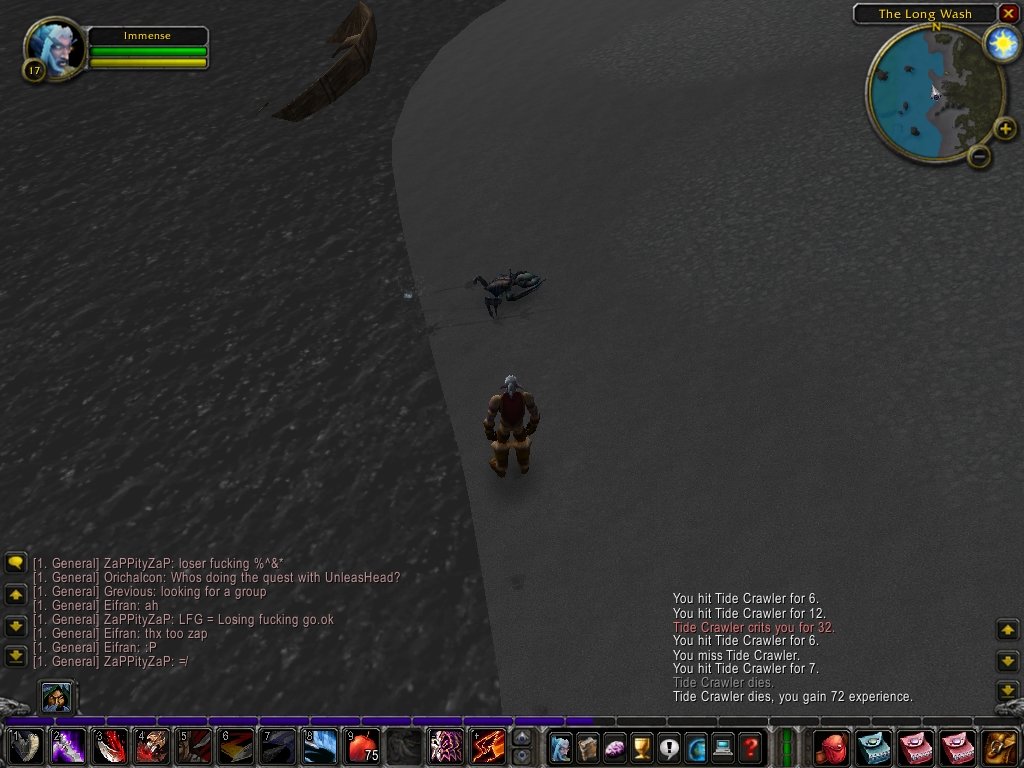 Immense
17
The Long Wash
N
[1. General] ZaPPityZaP: loser fucking %^&*
[1. General] Orichalcon: Whos doing the quest with UnleasHead?
[1. General] Grevious: looking for a group
[1. General] Eifran: ah
[1. General] ZaPPityZaP: LFG = Losing fucking go.ok
[1. General] Eifran: thx too zap
[1. General] Eifran: :P
[1. General] ZaPPityZaP: =/
You hit Tide Crawler for 6.
You hit Tide Crawler for 12.
Tide Crawler crits you for 32.
You hit Tide Crawler for 6.
You miss Tide Crawler.
You hit Tide Crawler for 7.
Tide Crawler dies.
Tide Crawler dies, you gain 72 experience.
1 2 3 4 5 6 7 8 9 75